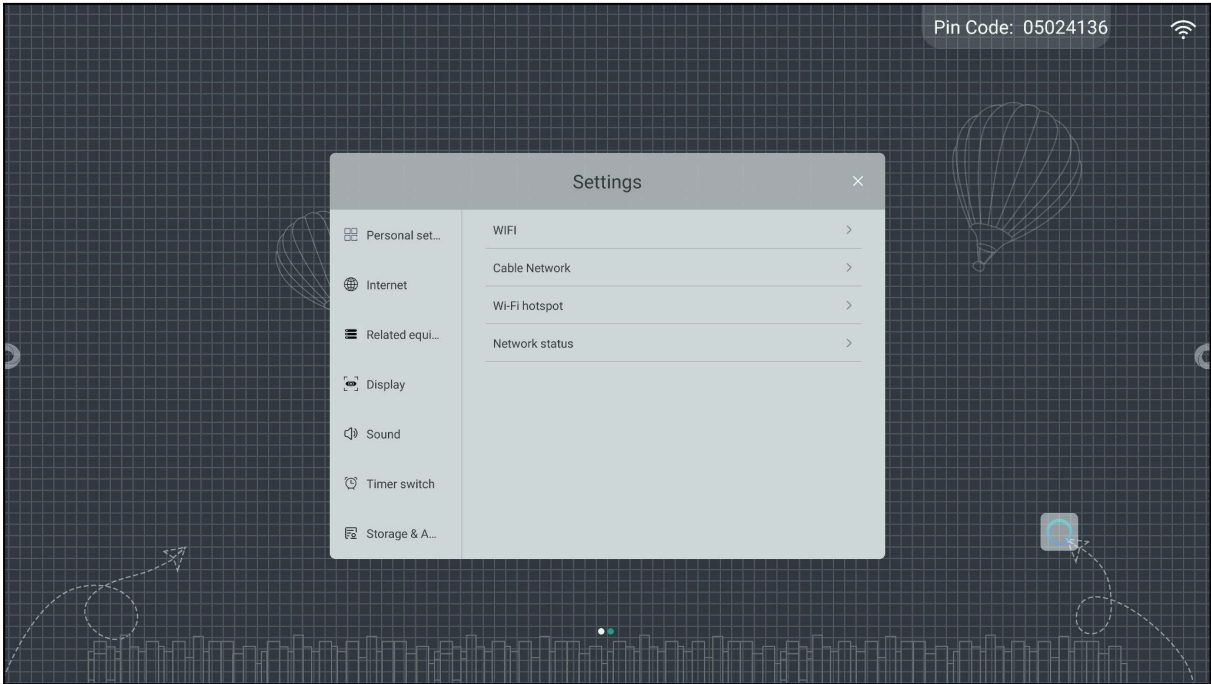 Pin Code: 05024136
Settings
Personal set...
Internet
Related equi...
Display
Sound
Timer switch
Storage & A...
WIFI
Cable Network
Wi-Fi hotspot
Network status